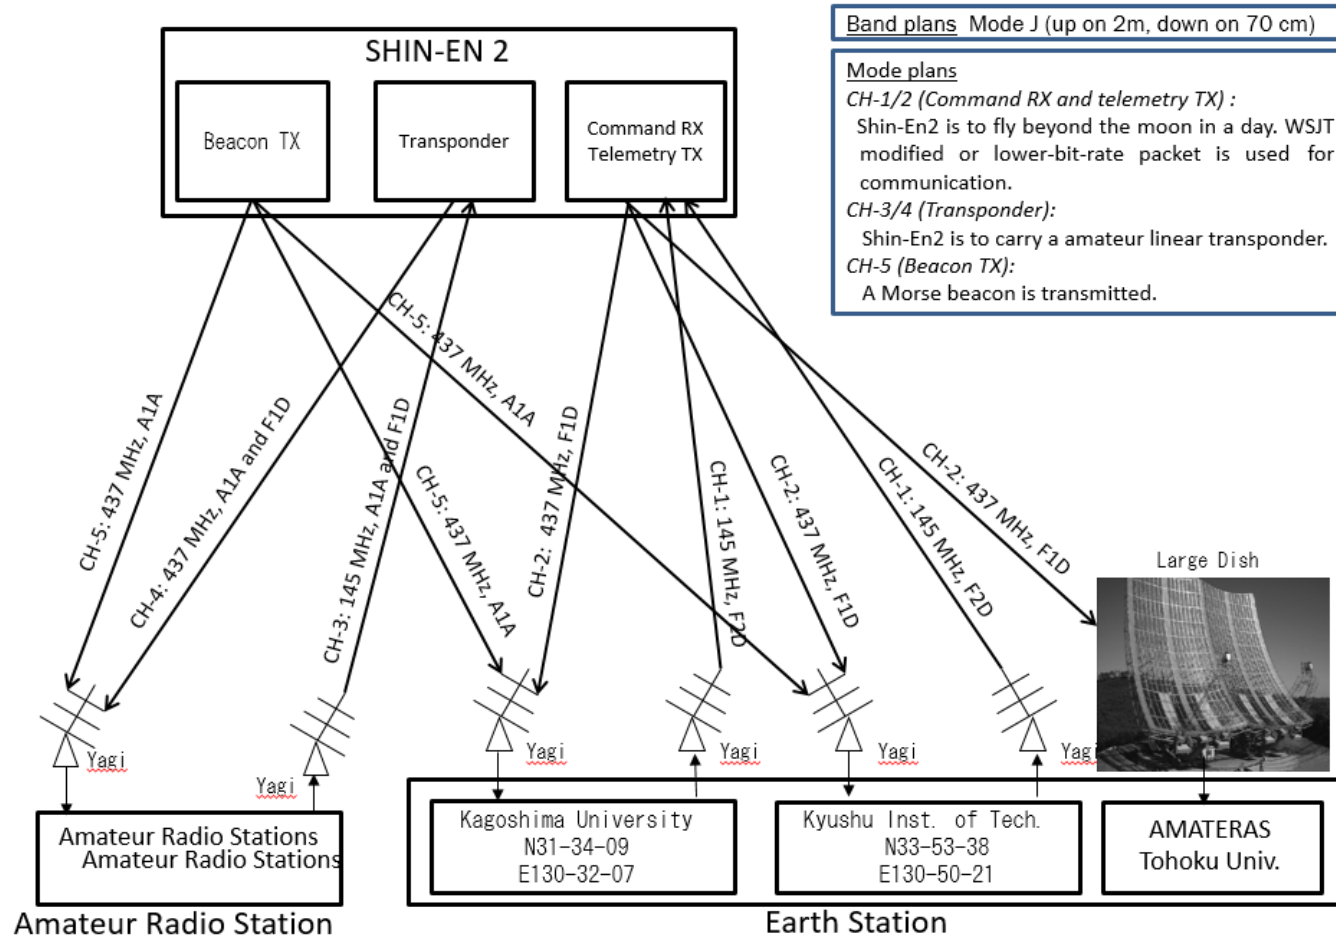 SHIN-EN 2
Beacon TX
Transponder
Command RX
Telemetry TX
Band plans Mode J (up on 2m, down on 70 cm)
Mode plans
CH-1/2 (Command RX and telemetry TX) :
Shin-En2 is to fly beyond the moon in a day. WSJT
modified or lower-bit-rate packet is used for
communication.
CH-3/4 (Transponder):
Shin-En2 is to carry a amateur linear transponder.
CH-5 (Beacon TX):
A Morse beacon is transmitted.
CH-5: 437 MHz, A1A
CH-4: 437 MHz, A1A and F1D
CH-3: 145 MHz, A1A and F1D
CH-5: 437 MHz, A1A
CH-5: 437 MHz, A1A
CH-2: 437 MHz, F1D
CH-1: 145 MHz, F2D
CH-2: 437 MHz, F1D
CH-1: 145 MHz, F2D
CH-2: 437 MHz, F1D
Large Dish
Yagi
Yagi
Yagi
Yagi
Yagi
Yagi
Amateur Radio Stations
Amateur Radio Stations
Amateur Radio Station
Kagoshima University
N31-34-09
E130-32-07
Kyushu Inst. of Tech.
N33-53-38
E130-50-21
AMATERAS
Tohoku Univ.
Earth Station